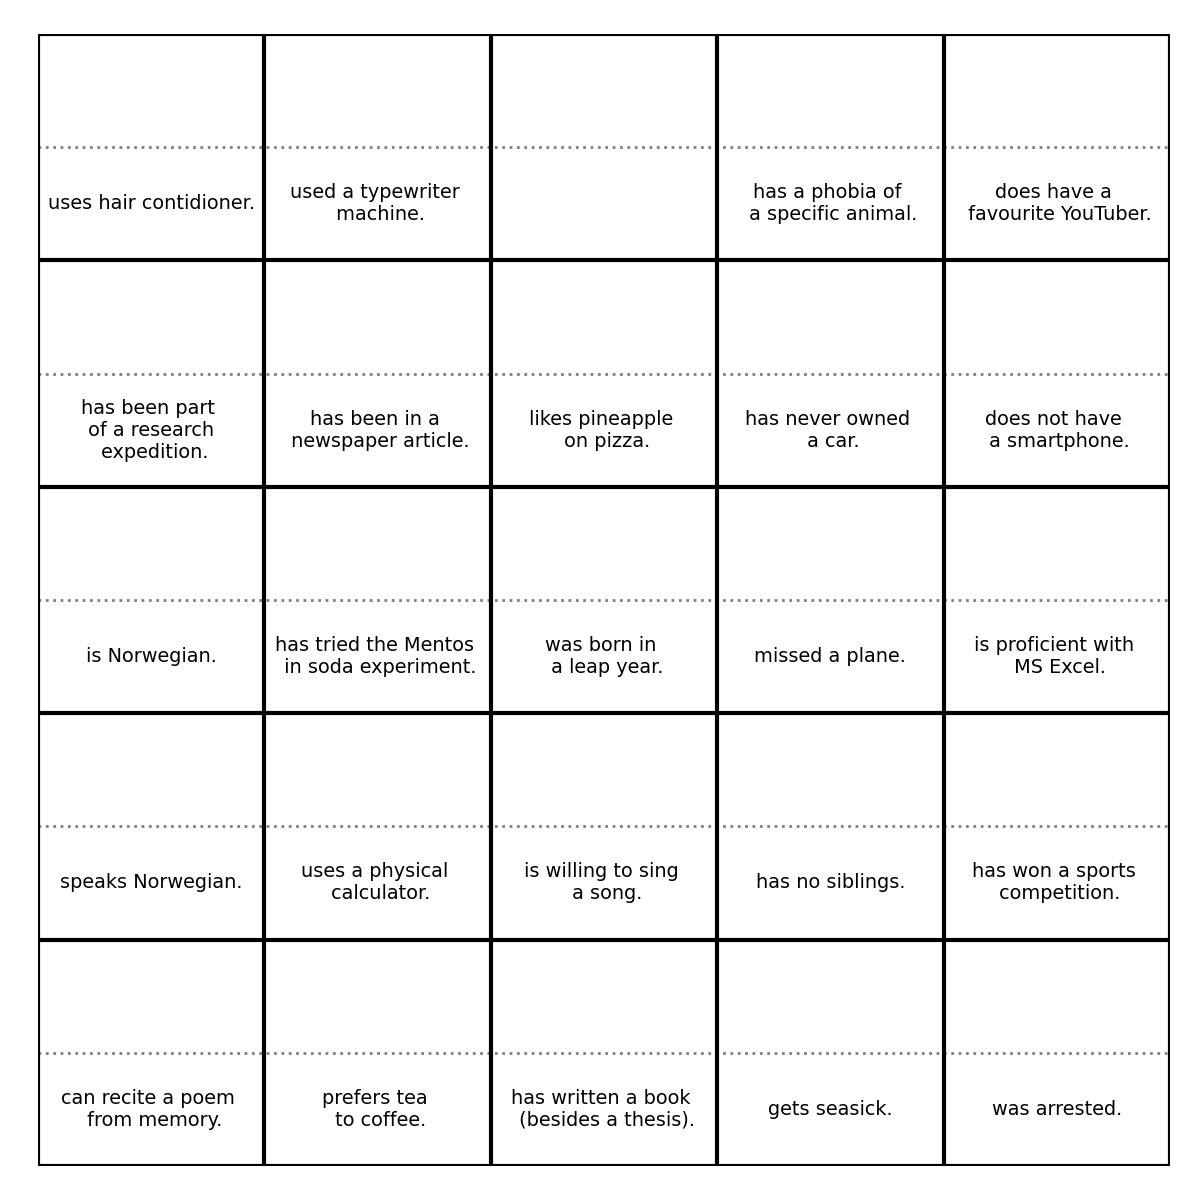 uses hair contidioner.
used a typewriter
machine.
has a phobia of
a specific animal.
does have a
favourite YouTuber.
has been part
of a research
expedition.
has been in a
newspaper article.
likes pineapple
on pizza.
has never owned
a car.
does not have
a smartphone.
is Norwegian.
has tried the Mentos
in soda experiment.
was born in
a leap year.
missed a plane.
is proficient with
MS Excel.
speaks Norwegian.
uses a physical
calculator.
is willing to sing
a song.
has no siblings.
has won a sports
competition.
can recite a poem
from memory.
prefers tea
to coffee.
has written a book
(besides a thesis).
gets seasick.
was arrested.